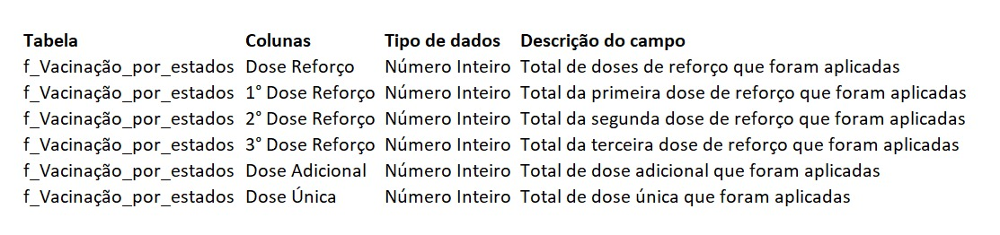 Tabela Colunas Tipo de dados Descrição do campo
f_Vacinação_por_estados Dose Reforço Número Inteiro Total de doses de reforço que foram aplicadas
f_Vacinação_por_estados 1° Dose Reforço Número Inteiro Total da primeira dose de reforço que foram aplicadas
f_Vacinação_por_estados 2° Dose Reforço Número Inteiro Total da segunda dose de reforço que foram aplicadas
f_Vacinação_por_estados 3° Dose Reforço Número Inteiro Total da terceira dose de reforço que foram aplicadas
f_Vacinação_por_estados Dose Adicional Número Inteiro Total de dose adicional que foram aplicadas
f_Vacinação_por_estados Dose Única Número Inteiro Total de dose única que foram aplicadas